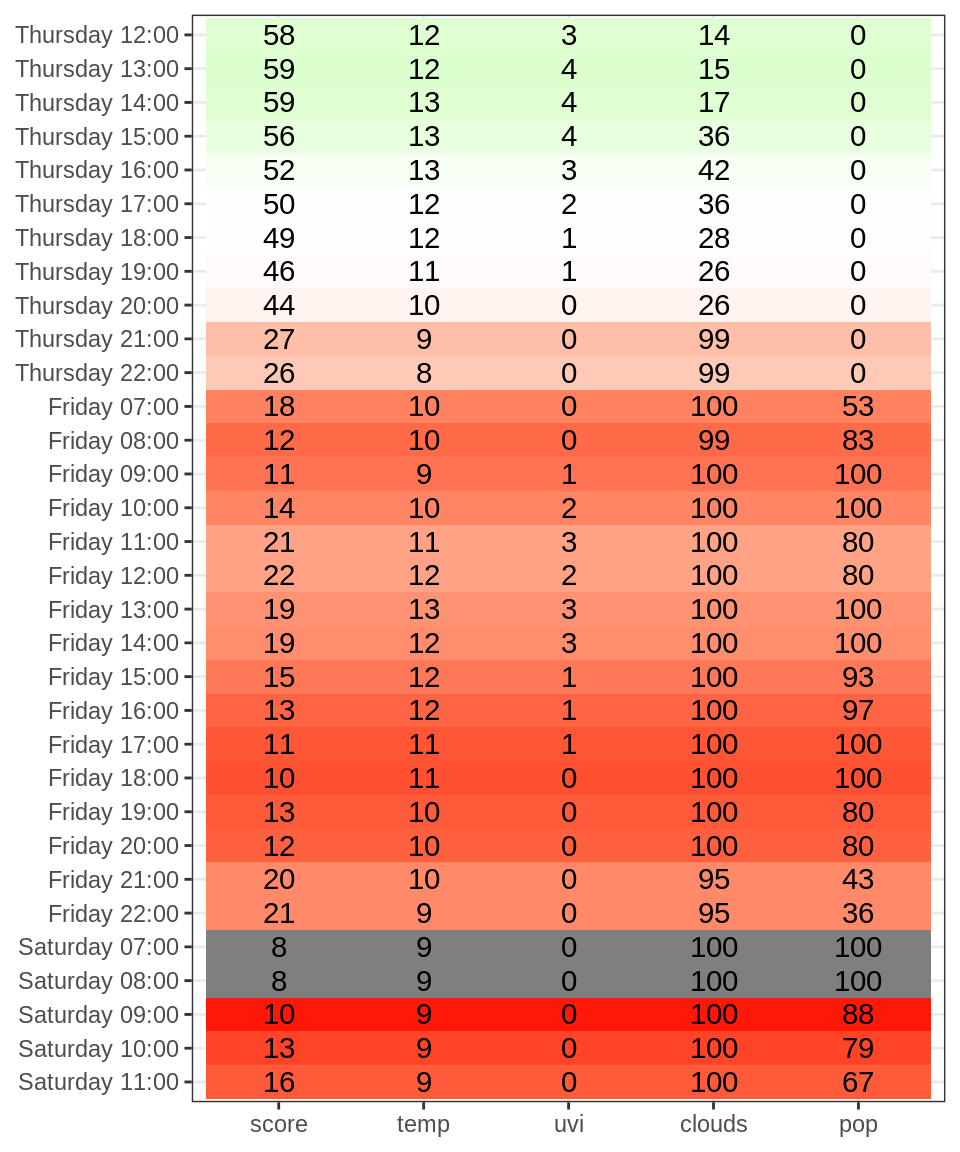 Thursday 12:00 58 12 3 14 0
Thursday 13:00 59 12 4 15 0
Thursday 14:00 59 13 4 17 0
Thursday 15:00 56 13 4 36 0
Thursday 16:00 52 13 3 42 0
Thursday 17:00 50 12 2 36 0
Thursday 18:00 49 12 1 28 0
Thursday 19:00 46 11 1 26 0
Thursday 20:00 44 10 0 26 0
Thursday 21:00 27 9 0 99 0
Thursday 22:00 26 8 0 99 0
Friday 07:00 18 10 0 100 53
Friday 08:00 12 10 0 99 83
Friday 09:00 11 9 1 100 100
Friday 10:00 14 10 2 100 100
Friday 11:00 21 11 3 100 80
Friday 12:00 22 12 2 100 80
Friday 13:00 19 13 3 100 100
Friday 14:00 19 12 3 100 100
Friday 15:00 15 12 1 100 93
Friday 16:00 13 12 1 100 97
Friday 17:00 11 11 1 100 100
Friday 18:00 10 11 0 100 100
Friday 19:00 13 10 0 100 80
Friday 20:00 12 10 0 100 80
Friday 21:00 20 10 0 95 43
Friday 22:00 21 9 0 95 36
Saturday 07:00 8 9 0 100 100
Saturday 08:00 8 9 0 100 100
Saturday 09:00 10 9 0 100 88
Saturday 10:00 13 9 0 100 79
Saturday 11:00 16 9 0 100 67
score temp uvi clouds pop